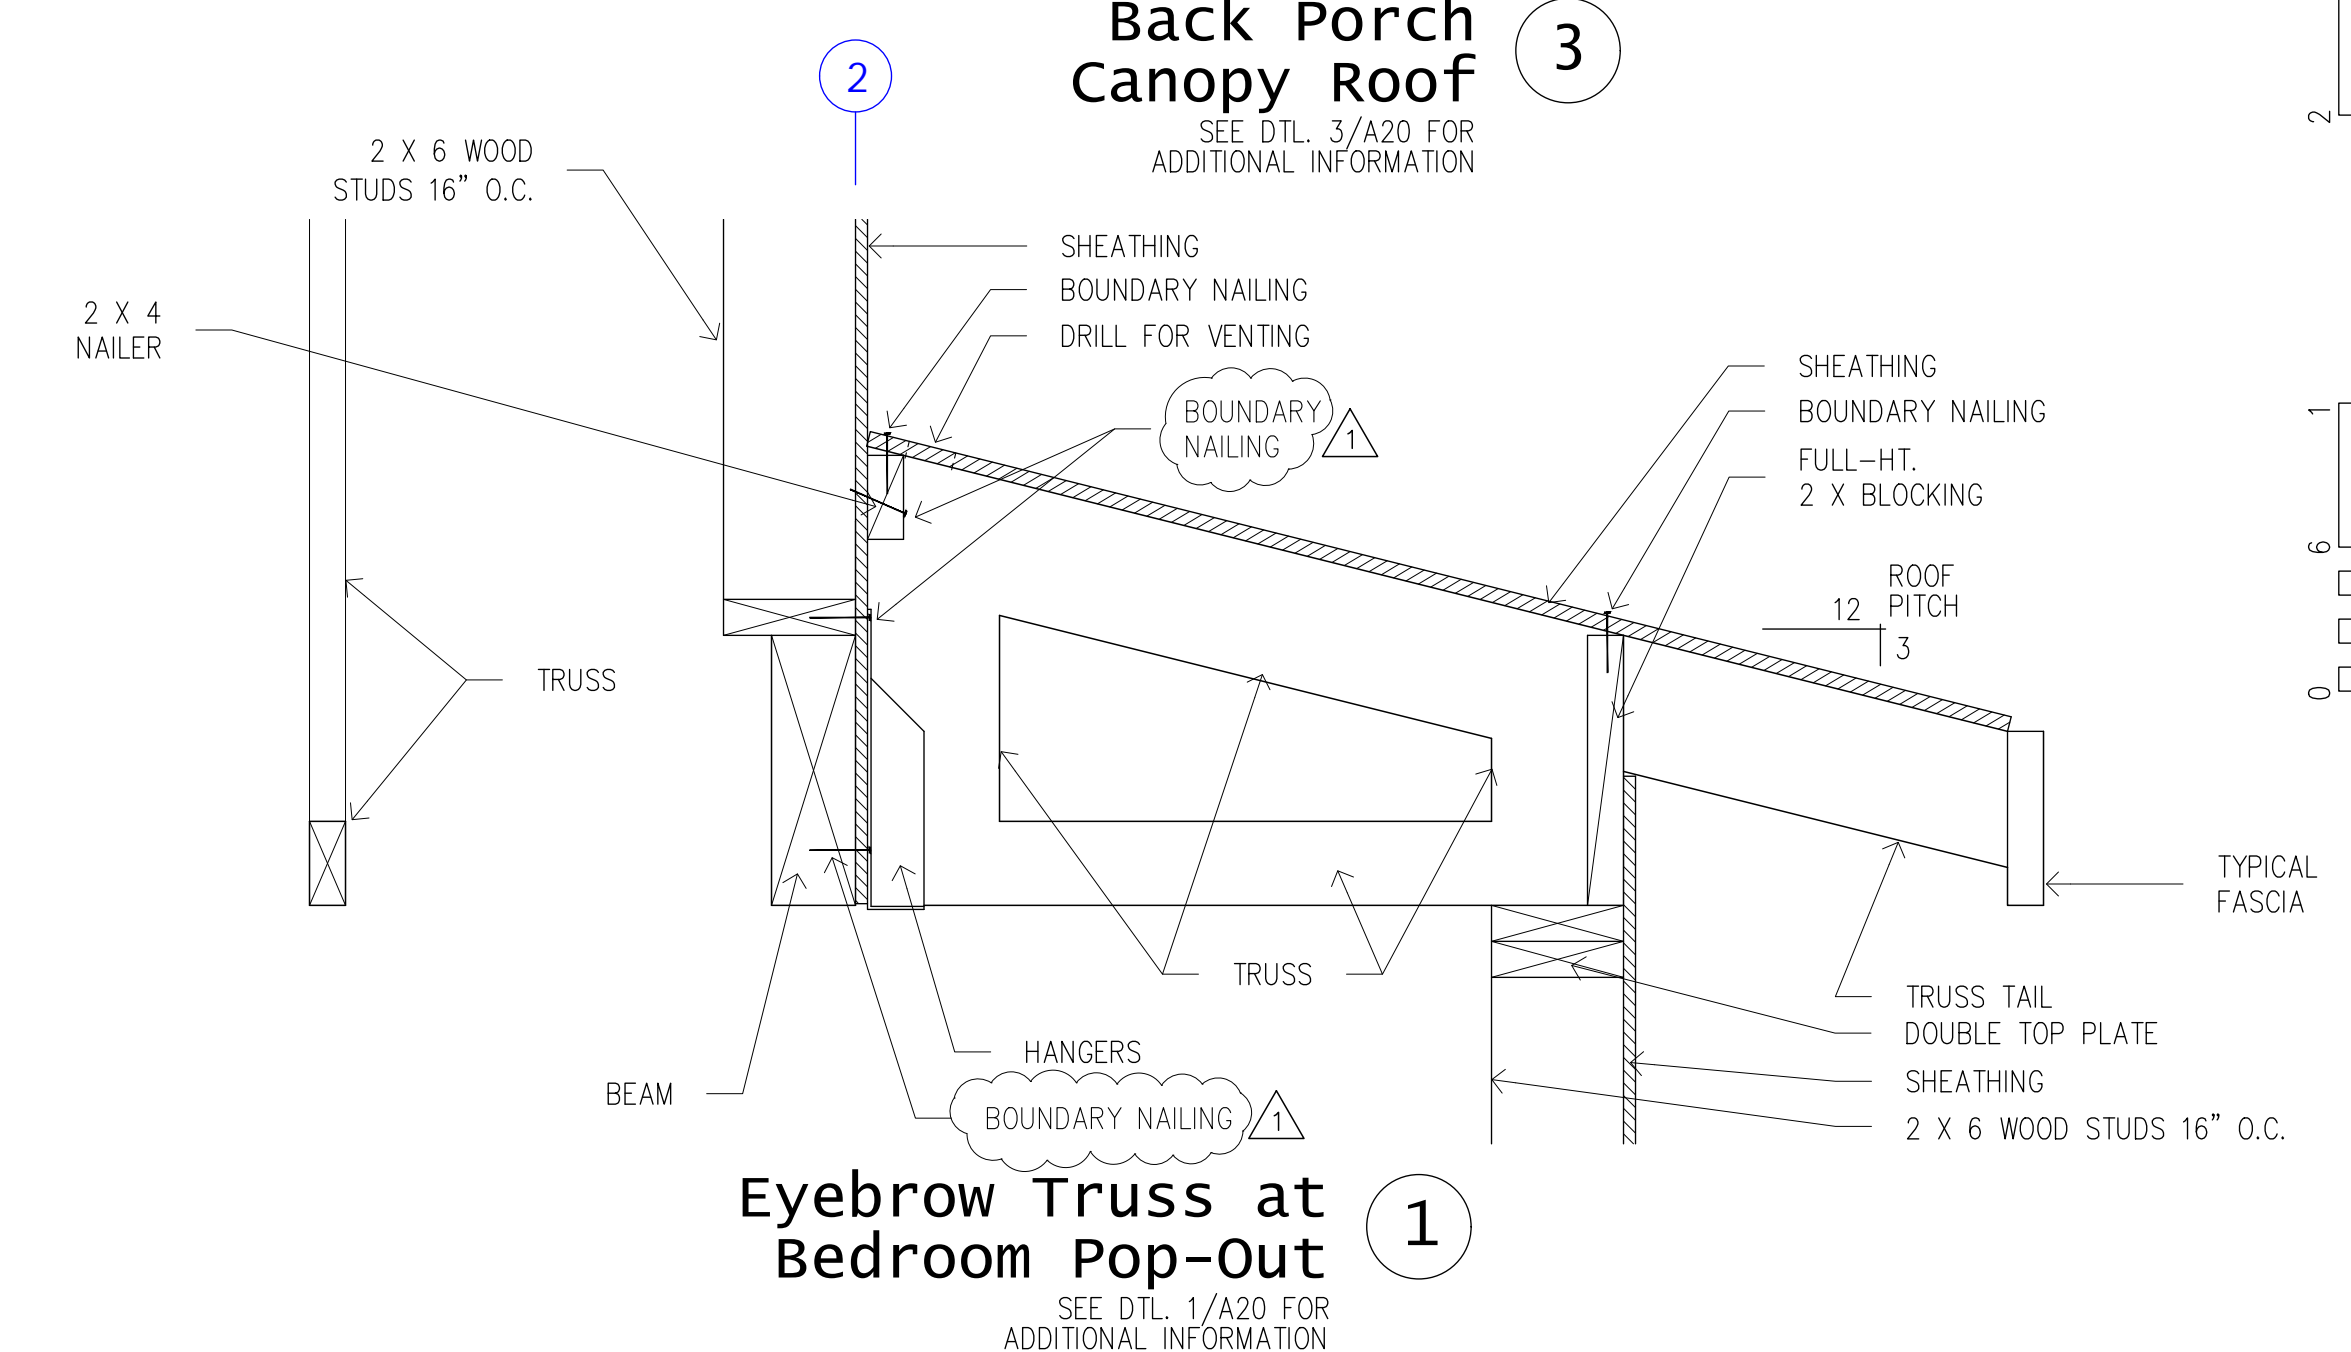 Back Porch
Canopy Roof
3
SEE DTL. 3/A20 FOR
ADDITIONAL INFORMATION
2
2 X 6 WOOD
STUDS 16” O.C.
2 X 4
NAILER
SHEATHING
BOUNDARY NAILING
DRILL FOR VENTING
BOUNDARY
NAILING
1
SHEATHING
BOUNDARY NAILING
FULL-HT.
2 X BLOCKING
ROOF
PITCH
12
3
TRUSS
TRUSS
TYPICAL
FASCIA
TRUSS TAIL
DOUBLE TOP PLATE
SHEATHING
2 X 6 WOOD STUDS 16” O.C.
HANGERS
BEAM
BOUNDARY NAILING
1
Eyebrow Truss at
Bedroom Pop-Out
1
SEE DTL. 1/A20 FOR
ADDITIONAL INFORMATION
2
1
6
0